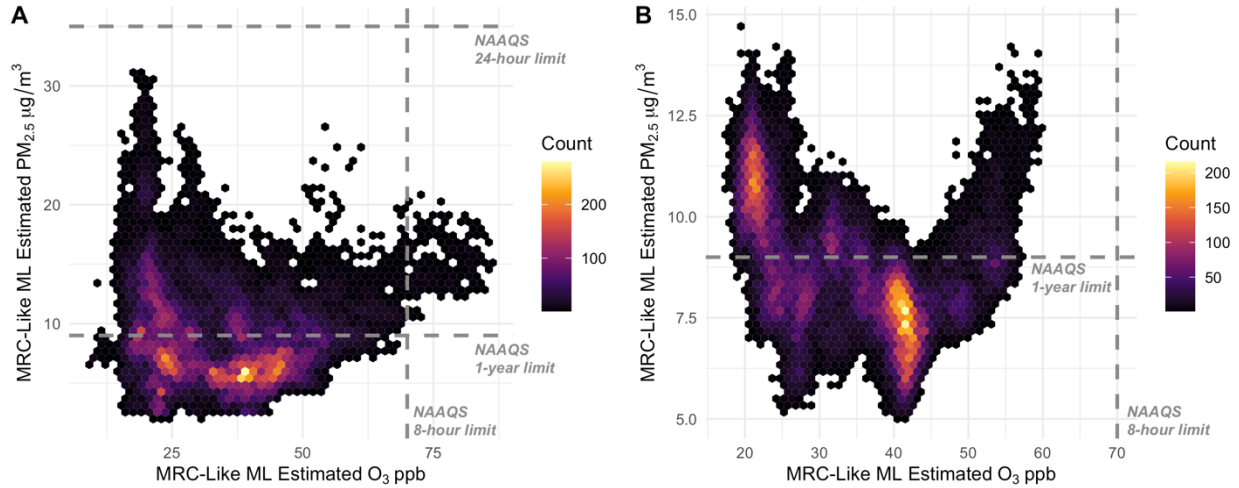 A
MRC-Like ML Estimated PM2.5 µg/m³
30
20
10
NAAQS
24-hour limit
NAAQS
1-year limit
NAAQS
8-hour limit
25
50
75
MRC-Like ML Estimated O3 ppb
Count
200
100
B
MRC-Like ML Estimated PM2.5 µg/m³
15.0
12.5
10.0
7.5
5.0
NAAQS
1-year limit
NAAQS
8-hour limit
20
30
40
50
60
70
MRC-Like ML Estimated O3 ppb
Count
200
150
100
50